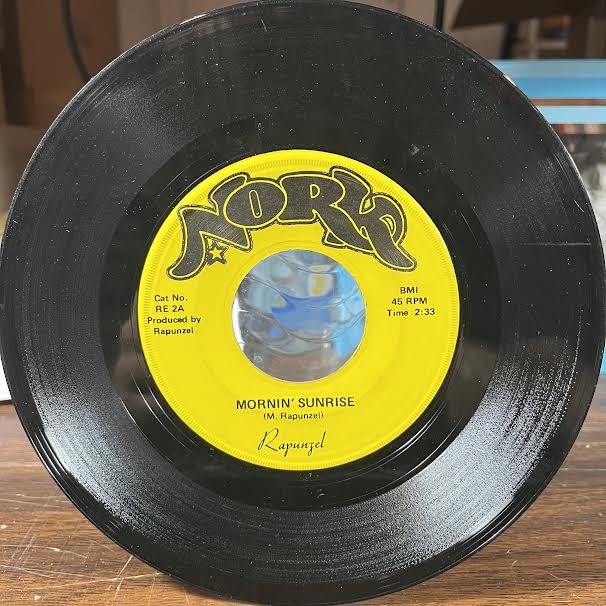 NORK
Cat No.
RE 2A
Produced by
Rapunzel
BMI
45 RPM
Time 2:33
MORNIN' SUNRISE
(M. Rapunzel)
Rapunzel